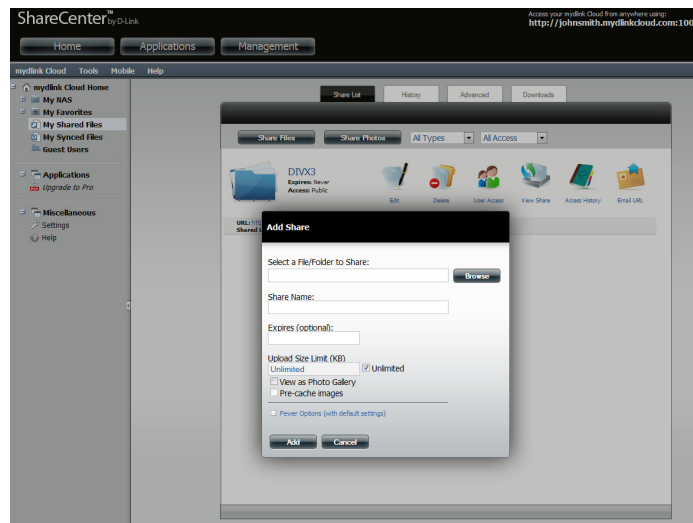 ShareCenter™ by D-Link
Access your mydlink Cloud from anywhere using:
http://johnsmith.mydlinkcloud.com:100
Home Applications Management
mydlink Cloud Tools Mobile Help
mydlink Cloud Home
My NAS
My Favorites
My Shared Files
My Synced Files
Guest Users
Applications
Upgrade to Pro
Miscellaneous
Settings
Help
Share List History Advanced Downloads
Share Files Share Photos All Types All Access
DIVX3
Expires: Never
Access: Public
Edit Delete User Access View Share Access History Email URL
URL: http
Shared L
Add Share
Select a File/Folder to Share:
Browse
Share Name:
Expires (optional):
Upload Size Limit (KB)
Unlimited Unlimited
View as Photo Gallery
Pre-cache images
Fewer Options (with default settings)
Add Cancel